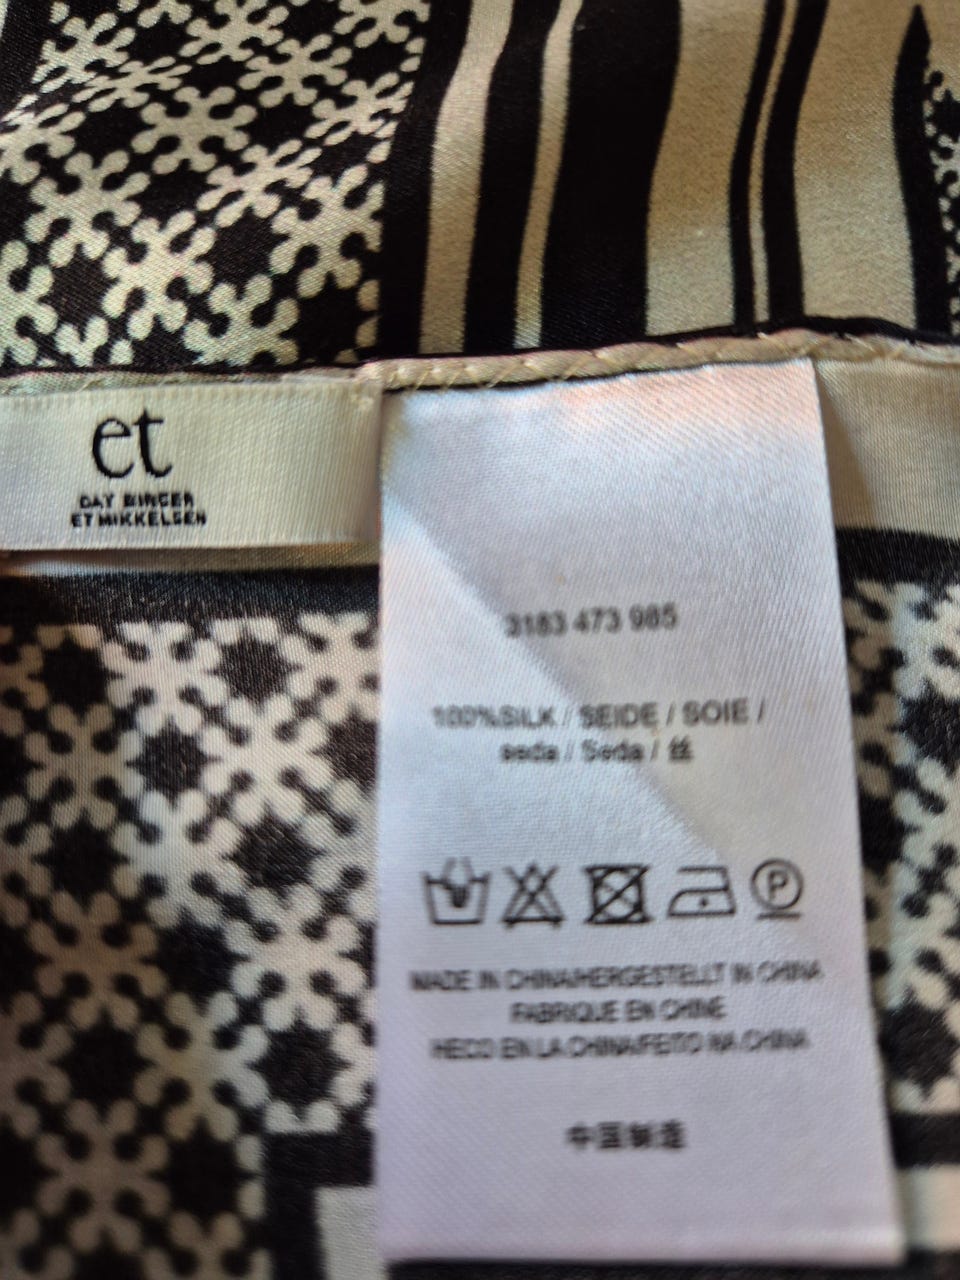 et
DAY BIRGER
ET MIKKELSEN
3183 473 985
100%SILK / SEIDE / SOIE /
seda / Seda / 丝
P
MADE IN CHINA/HERGESTELLT IN CHINA
FABRIQUE EN CHINE
HECO EN LA CHINA/FEITO NA CHINA
中国制造